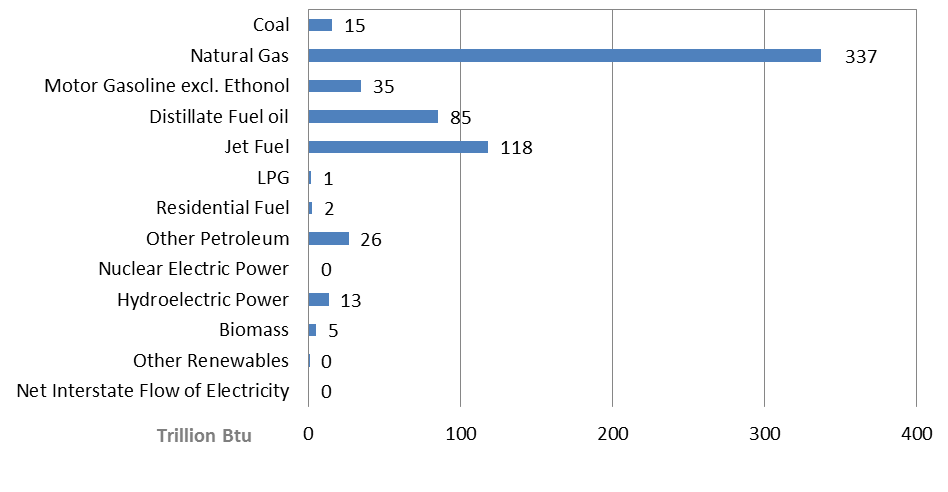 Coal 15
Natural Gas 337
Motor Gasoline excl. Ethonol 35
Distillate Fuel oil 85
Jet Fuel 118
LPG 1
Residential Fuel 2
Other Petroleum 26
Nuclear Electric Power 0
Hydroelectric Power 13
Biomass 5
Other Renewables 0
Net Interstate Flow of Electricity 0
Trillion Btu 0 100 200 300 400